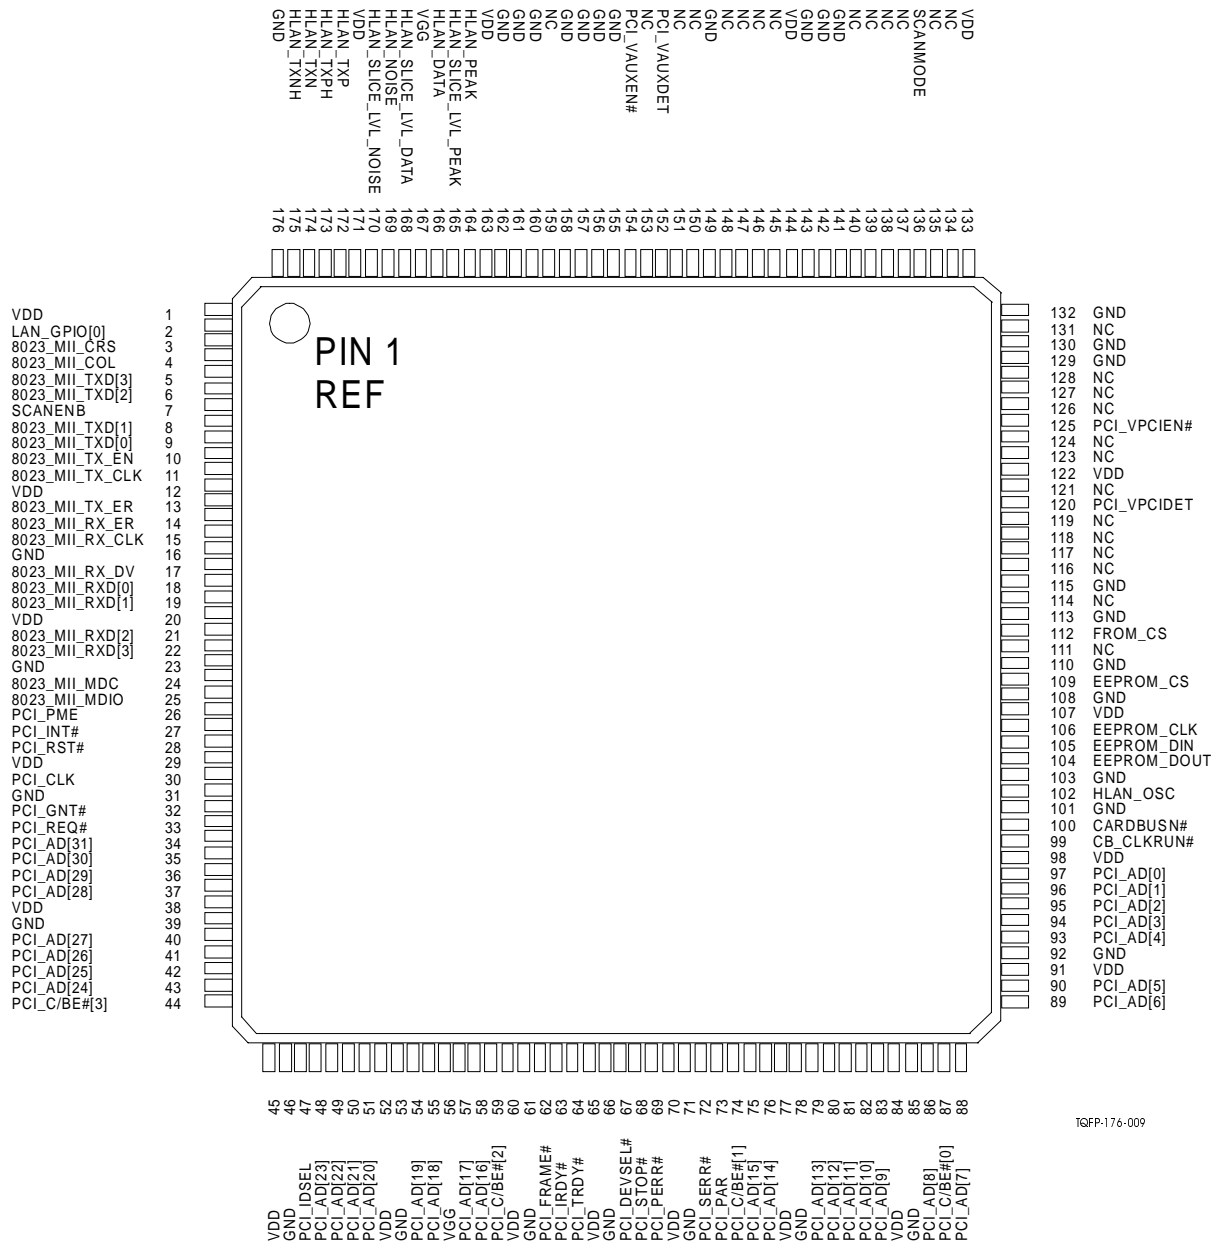 GND 176
HLAN_TXNH 175
HLAN_TXN 174
HLAN_TXPH 173
HLAN_TXP 172
VDD 171
HLAN_SLICE_LVL_NOISE 170
HLAN_NOISE 169
HLAN_SLICE_LVL_DATA 168
VGG 167
HLAN_DATA 166
HLAN_SLICE_LVL_PEAK 165
HLAN_PEAK 164
VDD 163
GND 162
GND 161
GND 160
NC 159
GND 158
GND 157
GND 156
GND 155
PCI_VAUXEN# 154
NC 153
PCI_VAUXDET 152
NC 151
NC 150
GND 149
NC 148
NC 147
NC 146
NC 145
VDD 144
GND 143
GND 142
GND 141
NC 140
NC 139
NC 138
NC 137
SCANMODE 136
NC 135
NC 134
VDD 133
VDD 1
LAN_GPIO[0] 2
8023_MII_CRS 3
8023_MII_COL 4
8023_MII_TXD[3] 5
8023_MII_TXD[2] 6
SCANENB 7
8023_MII_TXD[1] 8
8023_MII_TXD[0] 9
8023_MII_TX_EN 10
8023_MII_TX_CLK 11
VDD 12
8023_MII_TX_ER 13
8023_MII_RX_ER 14
8023_MII_RX_CLK 15
GND 16
8023_MII_RX_DV 17
8023_MII_RXD[0] 18
8023_MII_RXD[1] 19
VDD 20
8023_MII_RXD[2] 21
8023_MII_RXD[3] 22
GND 23
8023_MII_MDC 24
8023_MII_MDIO 25
PCI_PME 26
PCI_INT# 27
PCI_RST# 28
VDD 29
PCI_CLK 30
GND 31
PCI_GNT# 32
PCI_REQ# 33
PCI_AD[31] 34
PCI_AD[30] 35
PCI_AD[29] 36
PCI_AD[28] 37
VDD 38
GND 39
PCI_AD[27] 40
PCI_AD[26] 41
PCI_AD[25] 42
PCI_AD[24] 43
PCI_C/BE#[3] 44
PIN 1
REF
132 GND
131 NC
130 GND
129 GND
128 NC
127 NC
126 NC
125 PCI_VPCIEN#
124 NC
123 NC
122 VDD
121 NC
120 PCI_VPCIDET
119 NC
118 NC
117 NC
116 NC
115 GND
114 NC
113 GND
112 FROM_CS
111 NC
110 GND
109 EEPROM_CS
108 GND
107 VDD
106 EEPROM_CLK
105 EEPROM_DIN
104 EEPROM_DOUT
103 GND
102 HLAN_OSC
101 GND
100 CARDBUSN#
99 CB_CLKRUN#
98 VDD
97 PCI_AD[0]
96 PCI_AD[1]
95 PCI_AD[2]
94 PCI_AD[3]
93 PCI_AD[4]
92 GND
91 VDD
90 PCI_AD[5]
89 PCI_AD[6]
VDD 45
GND 46
PCI_IDSEL 47
PCI_AD[23] 48
PCI_AD[22] 49
PCI_AD[21] 50
PCI_AD[20] 51
VDD 52
GND 53
PCI_AD[19] 54
PCI_AD[18] 55
VGG 56
PCI_AD[17] 57
PCI_AD[16] 58
PCI_C/BE#[2] 59
VDD 60
GND 61
PCI_FRAME# 62
PCI_IRDY# 63
PCI_TRDY# 64
VDD 65
GND 66
PCI_DEVSEL# 67
PCI_STOP# 68
PCI_PERR# 69
VDD 70
GND 71
PCI_SERR# 72
PCI_PAR 73
PCI_C/BE#[1] 74
PCI_AD[15] 75
PCI_AD[14] 76
VDD 77
GND 78
PCI_AD[13] 79
PCI_AD[12] 80
PCI_AD[11] 81
PCI_AD[10] 82
PCI_AD[9] 83
VDD 84
GND 85
PCI_AD[8] 86
PCI_C/BE#[0] 87
PCI_AD[7] 88
TQFP-176-009